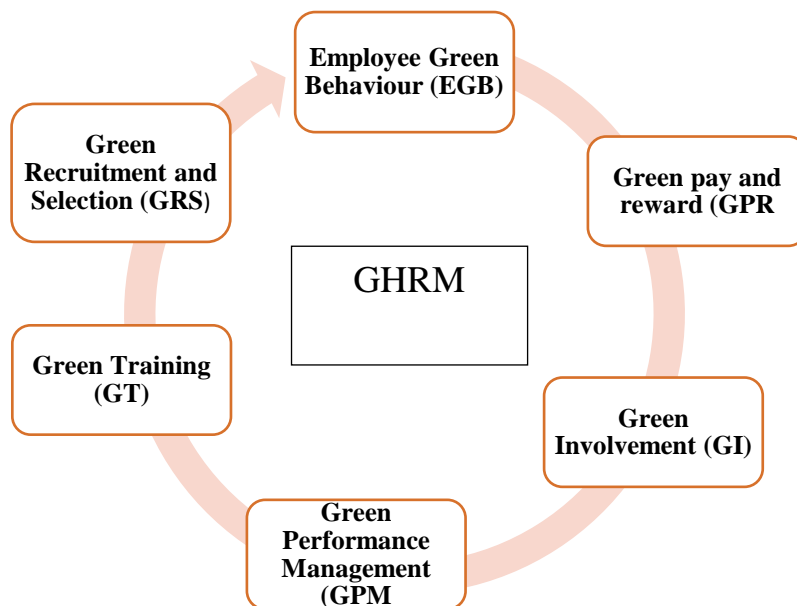 Employee Green
Behaviour (EGB)
Green pay and
reward (GPR
Green
Involvement (GI)
Green
Performance
Management
(GPM
Green Training
(GT)
Green
Recruitment and
Selection (GRS)
GHRM